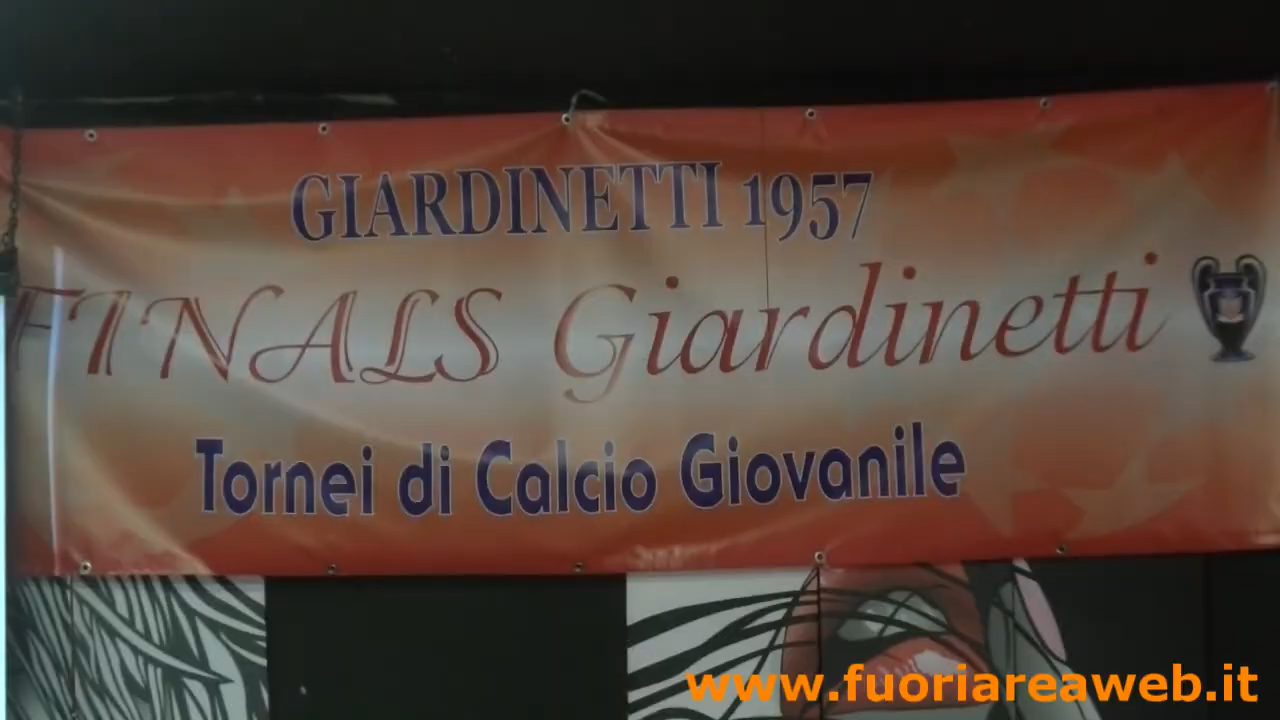 GIARDINETTI 1957
FINALS Giardinetti
Tornei di Calcio Giovanile
www.fuoriareaweb.it